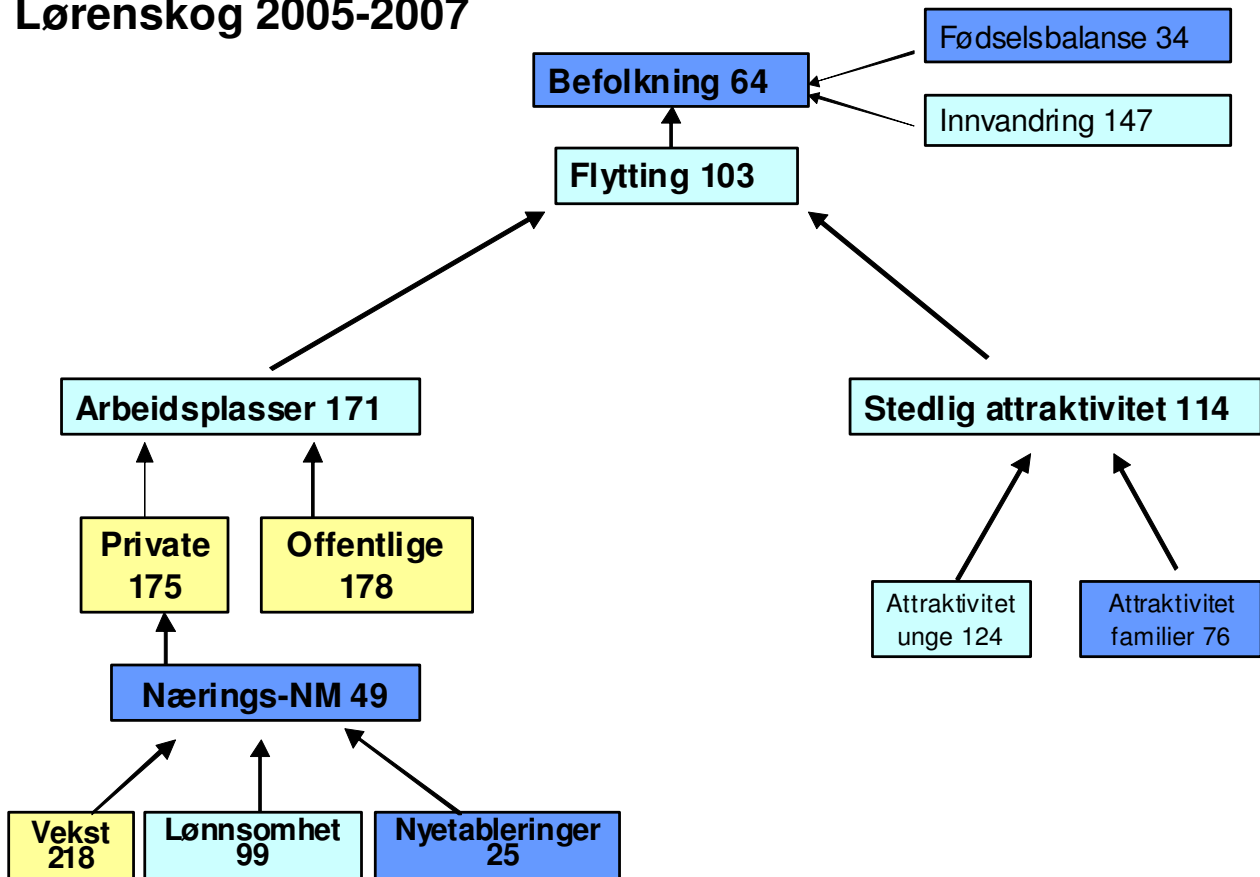 Lørenskog 2005-2007
Fødselsbalanse 34
Befolkning 64
Innvandring 147
Flytting 103
Arbeidsplasser 171
Stedlig attraktivitet 114
Private
175
Offentlige
178
Attraktivitet
unge 124
Attraktivitet
familier 76
Nærings-NM 49
Vekst
218
Lønnsomhet
99
Nyetableringer
25